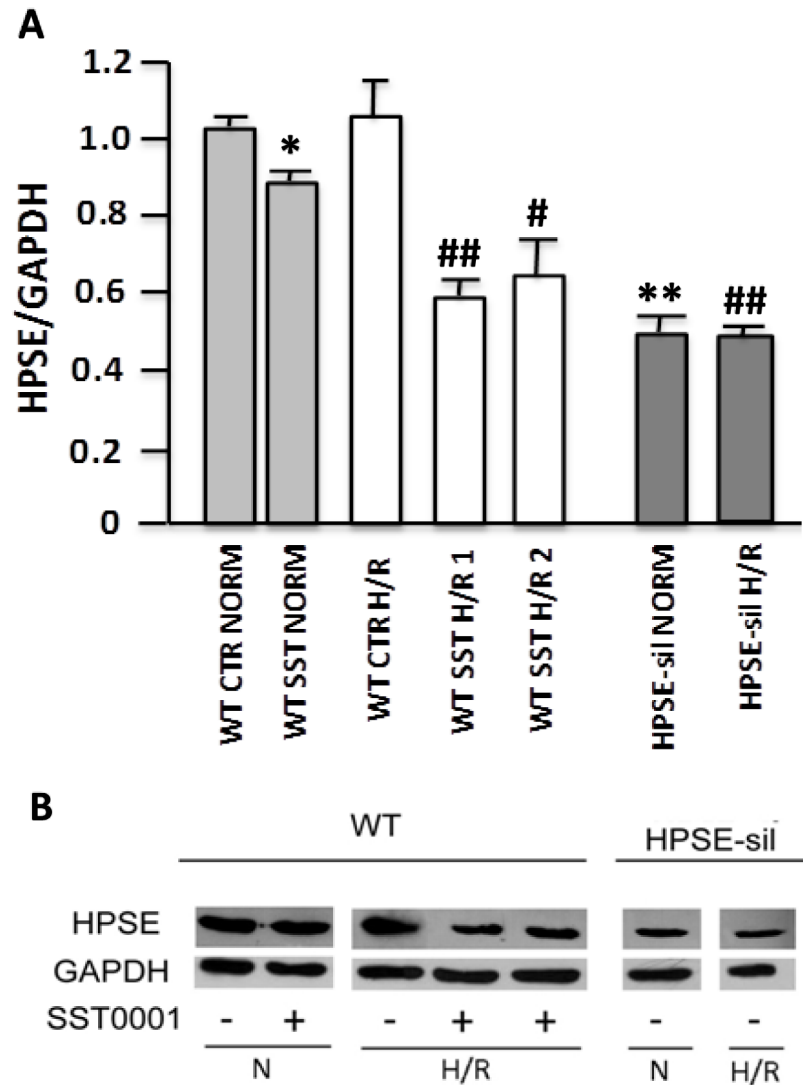 A
HPSE/GAPDH
1.2
1.0
0.8
0.6
0.4
0.2
0
*
##
#
**
##
WT CTR NORM
WT SST NORM
WT CTR H/R
WT SST H/R 1
WT SST H/R 2
HPSE-sil NORM
HPSE-sil H/R
B
WT HPSE-sil
HPSE
GAPDH
SST0001 - + - + + - -
N H/R N H/R